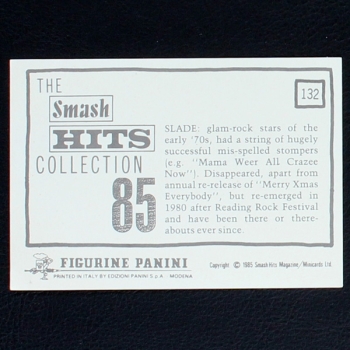 THE
Smash
HITS
COLLECTION
85
132
SLADE: glam-rock stars of the
early '70s, had a string of hugely
successful mis-spelled stompers
(e.g. "Mama Weer All Crazee
Now"). Disappeared, apart from
annual re-release of "Merry Xmas
Everybody", but re-emerged in
1980 after Reading Rock Festival
and have been there or there-
abouts ever since.
FIGURINE PANINI
PRINTED IN ITALY BY EDIZIONI PANINI S.p.A. - MODENA
Copyright © 1985 Smash Hits Magazine/Minicards Ltd.